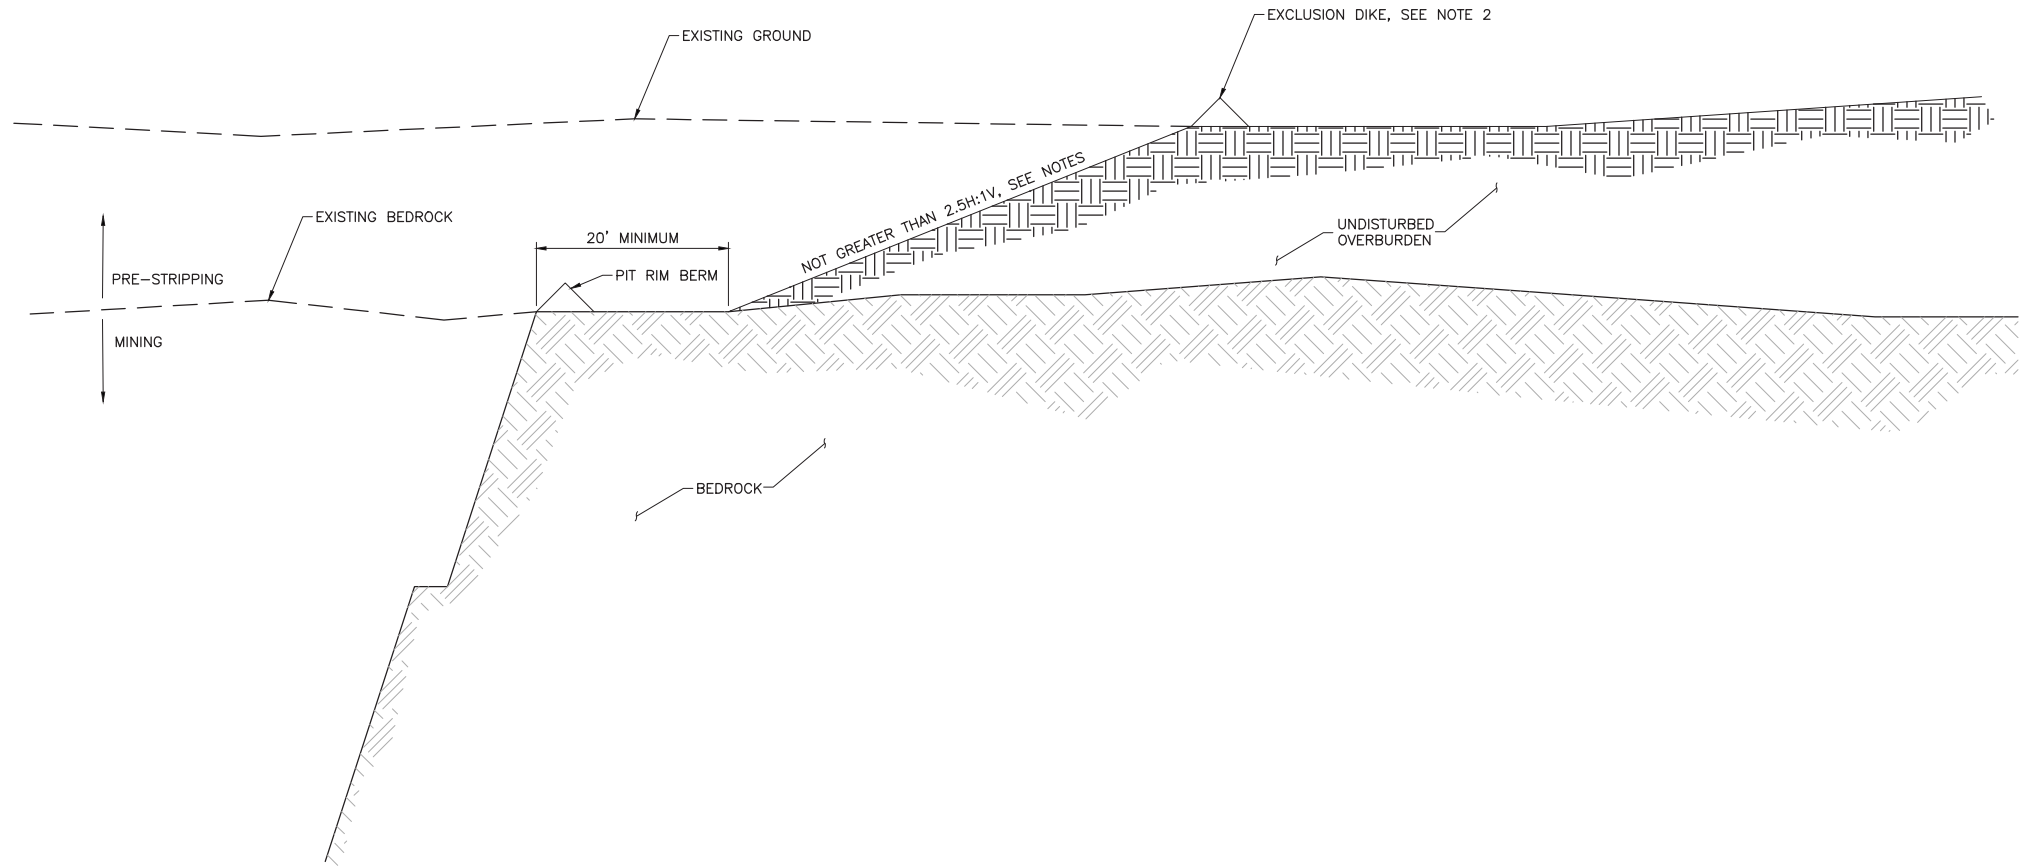 EXCLUSION DIKE, SEE NOTE 2
EXISTING GROUND
NOT GREATER THAN 2.5H:1V, SEE NOTES
EXISTING BEDROCK
20' MINIMUM
UNDISTURBED
OVERBURDEN
PRE-STRIPPING
PIT RIM BERM
MINING
BEDROCK